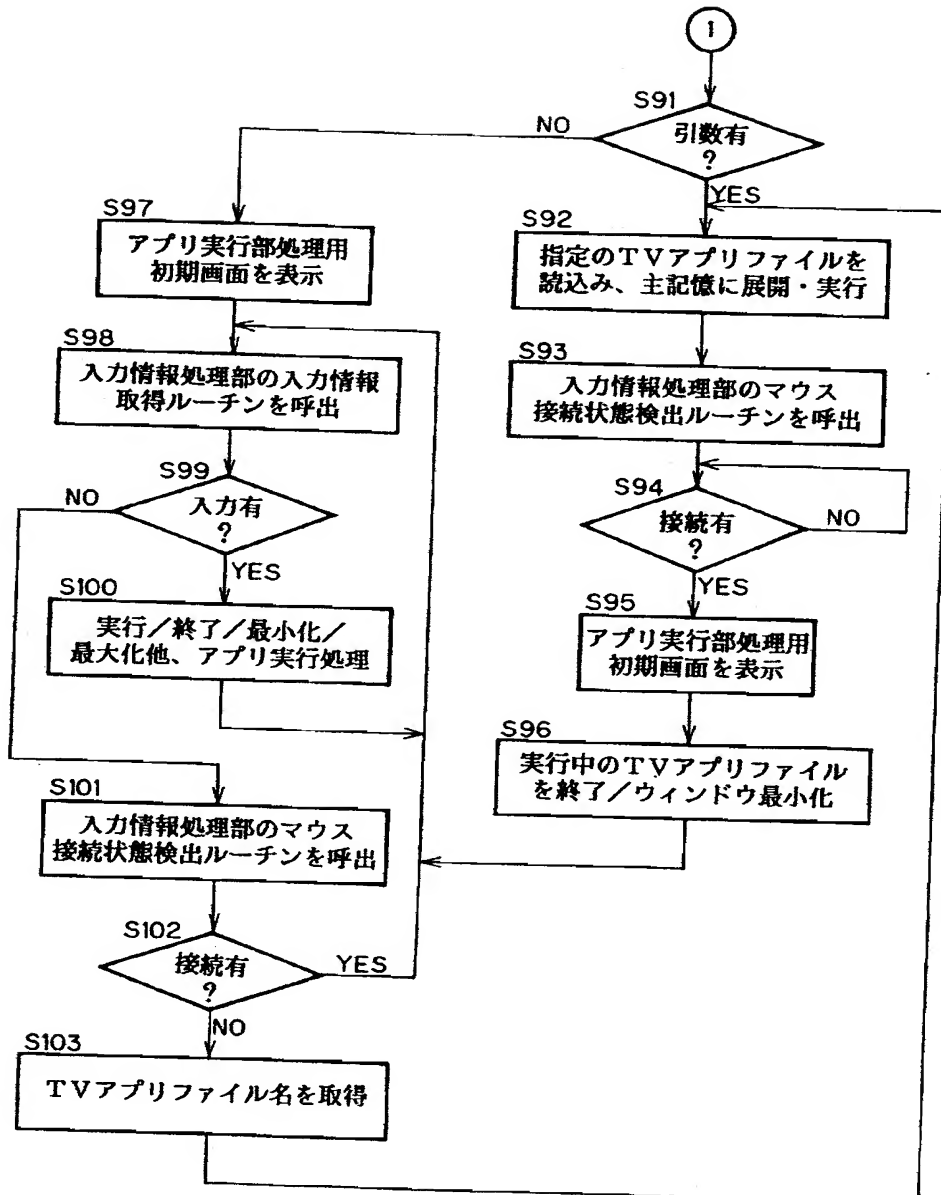 1
S91
引数有
?
NO
YES
S97
アプリ実行部処理用
初期画面を表示
S98
入力情報処理部の入力情報
取得ルーチンを呼出
S99
入力有
?
NO
YES
S100
実行/終了/最小化/
最大化他、アプリ実行処理
S101
入力情報処理部のマウス
接続状態検出ルーチンを呼出
S102
接続有
?
YES
NO
S103
TVアプリファイル名を取得
S92
指定のTVアプリファイルを
読込み、主記憶に展開・実行
S93
入力情報処理部のマウス
接続状態検出ルーチンを呼出
S94
接続有
?
NO
YES
S95
アプリ実行部処理用
初期画面を表示
S96
実行中のTVアプリファイル
を終了/ウィンドウ最小化